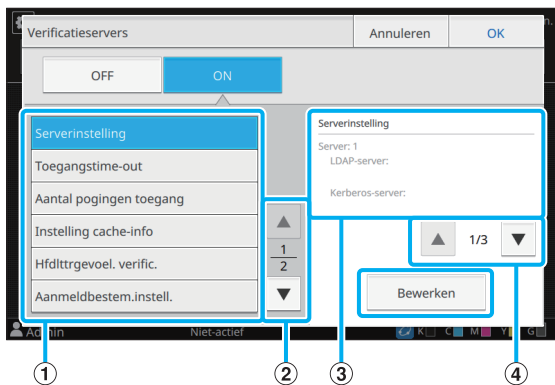 Verificatieservers
Annuleren
OK
OFF
ON
Serverinstelling
Toegangstime-out
Aantal pogingen toegang
Instelling cache-info
Hfdlttrgevoel. verific.
Aanmeldbestem.instell.
1
2
Serverinstelling
Server: 1
LDAP-server:
Kerberos-server:
1/3
Bewerken
Admin
Niet-actief
K
C
M
Y
G
1
2
3
4